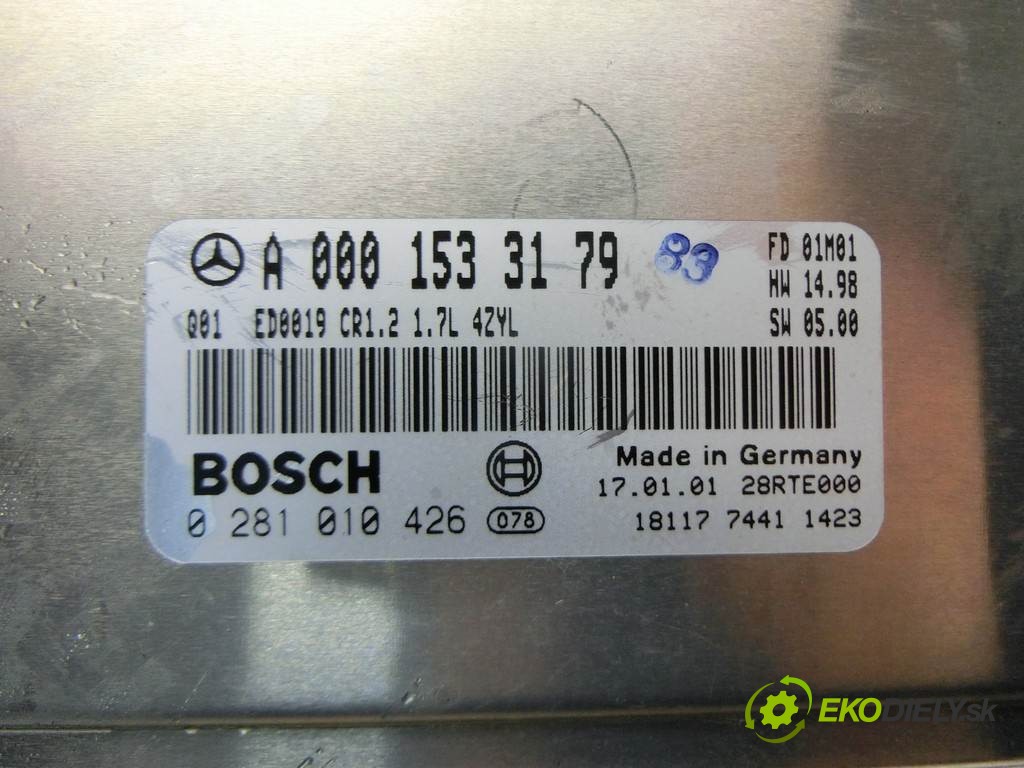 A 000 153 31 79 83 FD 01M01
HW 14.98
Q01 ED0019 CR1.2 1.7L 4ZYL SW 05.00
BOSCH
Made in Germany
17.01.01 28RTE000
0 281 010 426 078 18117 7441 1423
EKODIELY.sk